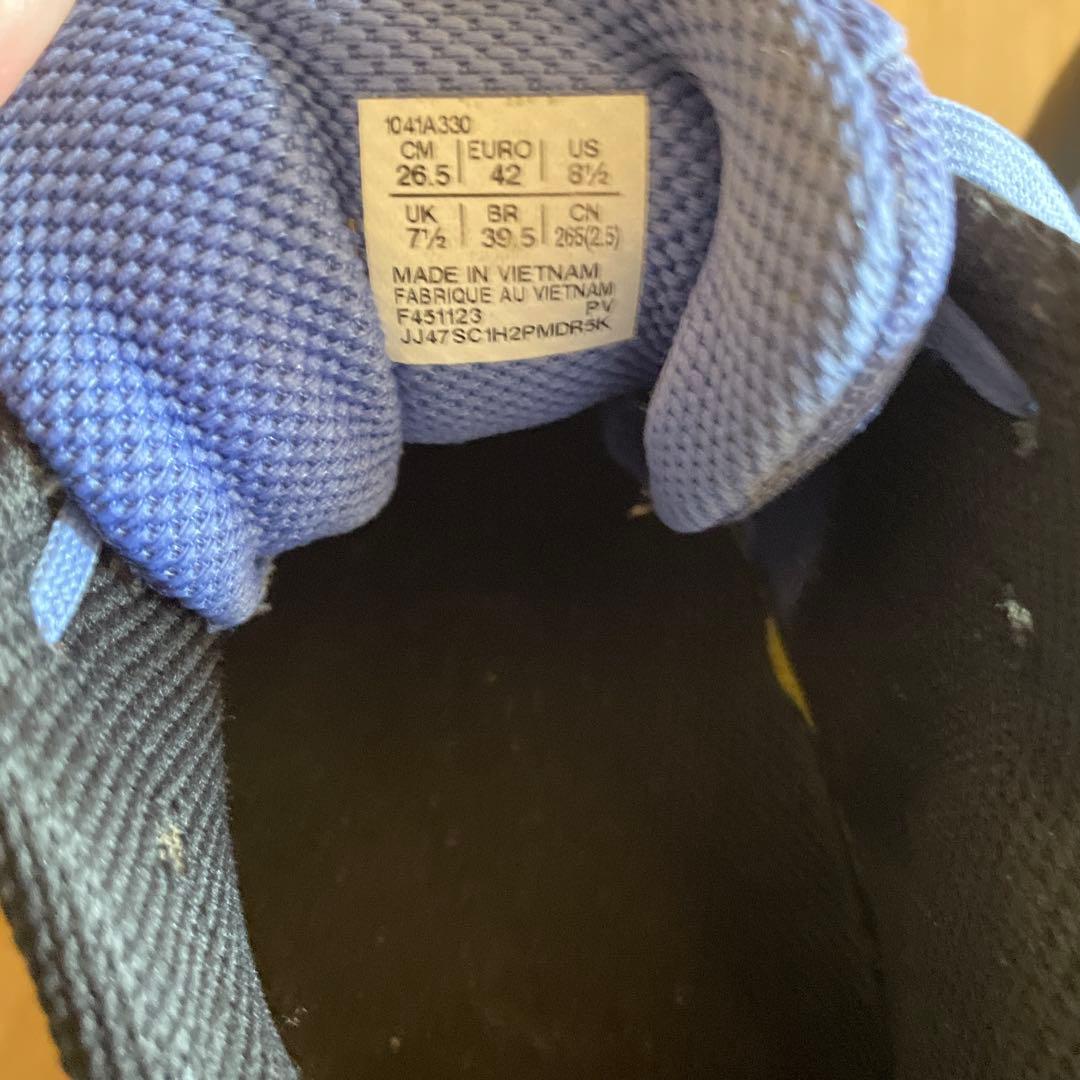 1041A330
CM | EURO | US
26.5 | 42 | 8½
UK | BR | CN
7½ | 39.5 | 265(2.5)
MADE IN VIETNAM
FABRIQUE AU VIETNAM
F451123 PV
JJ47SC1H2PMDR5K